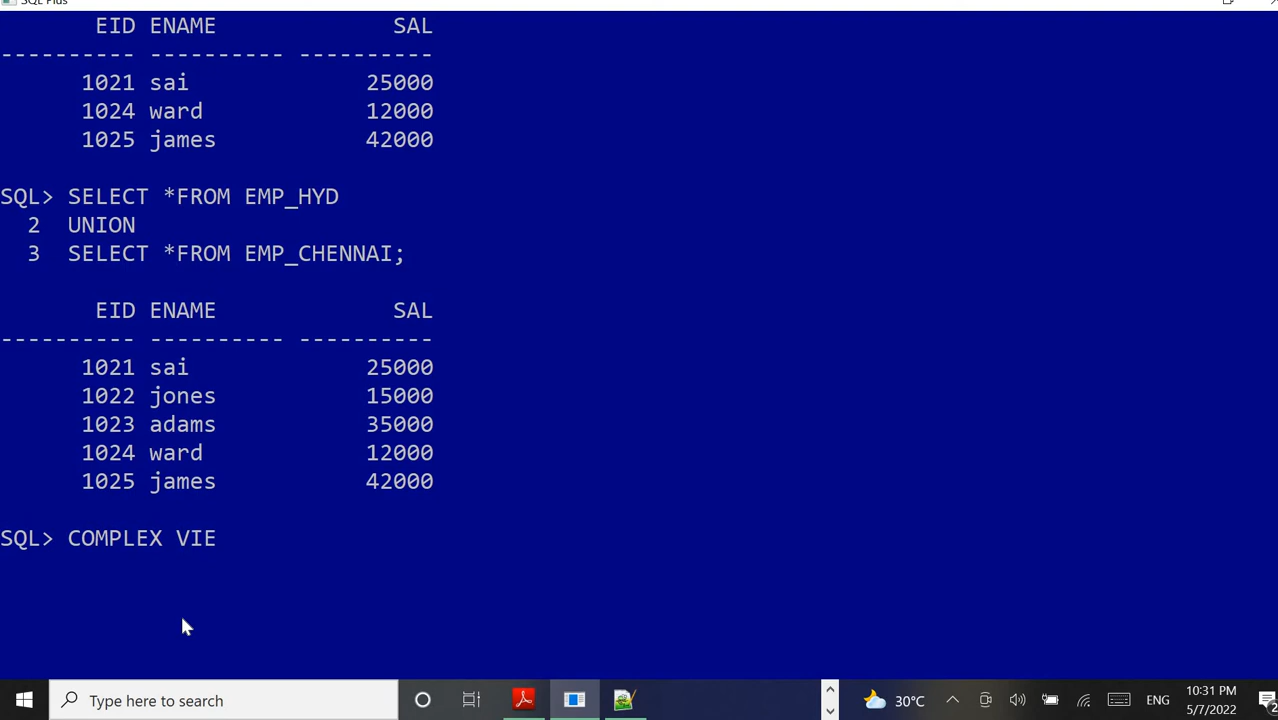 SQL Plus
EID ENAME SAL
---------- ---------- ----------
1021 sai 25000
1024 ward 12000
1025 james 42000
SQL> SELECT *FROM EMP_HYD
2 UNION
3 SELECT *FROM EMP_CHENNAI;
EID ENAME SAL
---------- ---------- ----------
1021 sai 25000
1022 jones 15000
1023 adams 35000
1024 ward 12000
1025 james 42000
SQL> COMPLEX VIE
Type here to search
30°C
ENG
10:31 PM
5/7/2022
2